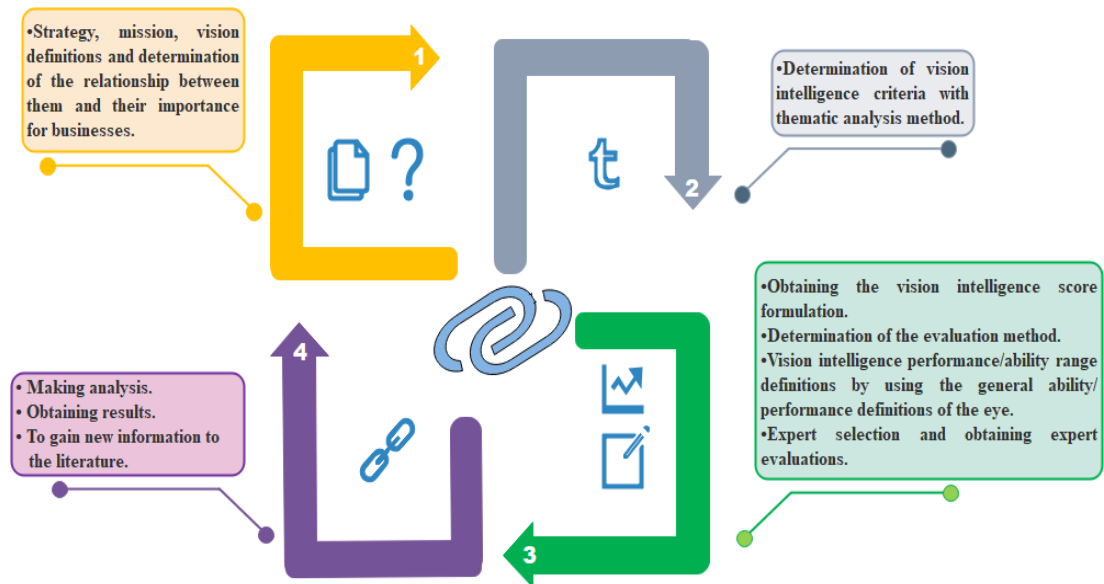 •Strategy, mission, vision
definitions and determination
of the relationship between
them and their importance
for businesses.
1
t
2
•Determination of vision
intelligence criteria with
thematic analysis method.
•Obtaining the vision intelligence score
formulation.
•Determination of the evaluation method.
•Vision intelligence performance/ability range
definitions by using the general ability/
performance definitions of the eye.
•Expert selection and obtaining expert
evaluations.
3
4
• Making analysis.
• Obtaining results.
• To gain new information to
the literature.
?